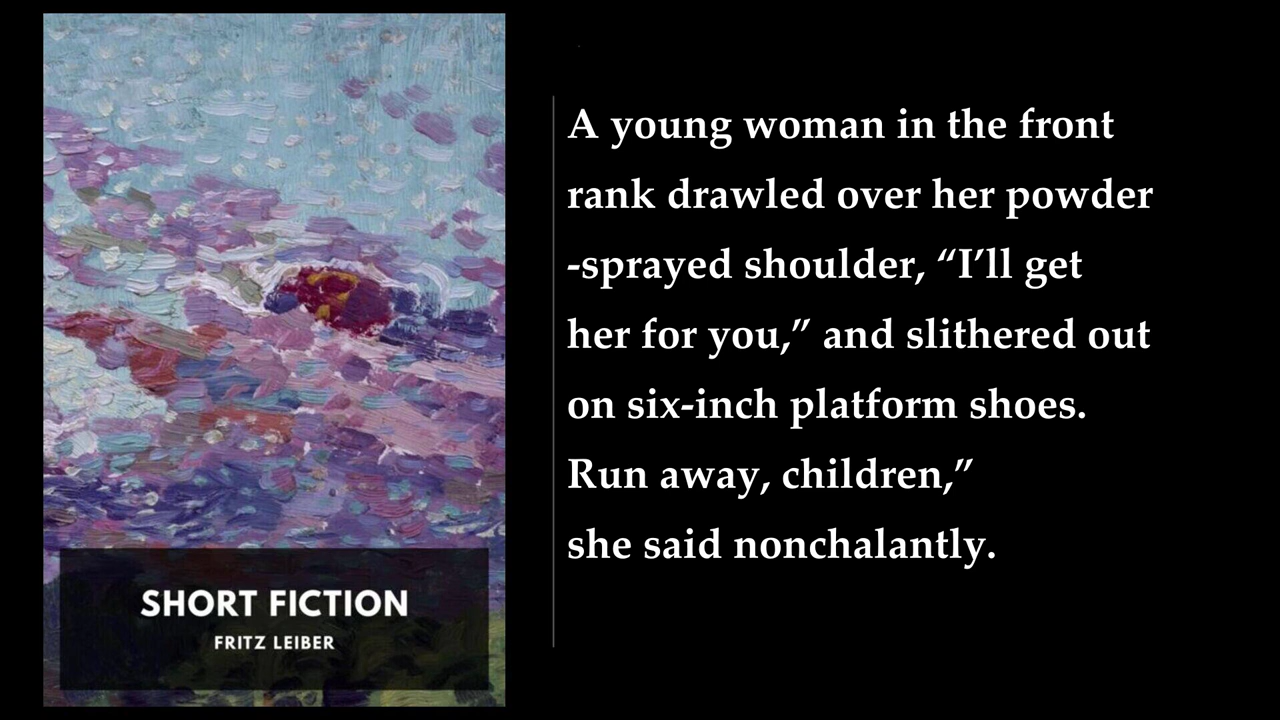 SHORT FICTION
FRITZ LEIBER
A young woman in the front
rank drawled over her powder
-sprayed shoulder, “I’ll get
her for you,” and slithered out
on six-inch platform shoes.
Run away, children,”
she said nonchalantly.